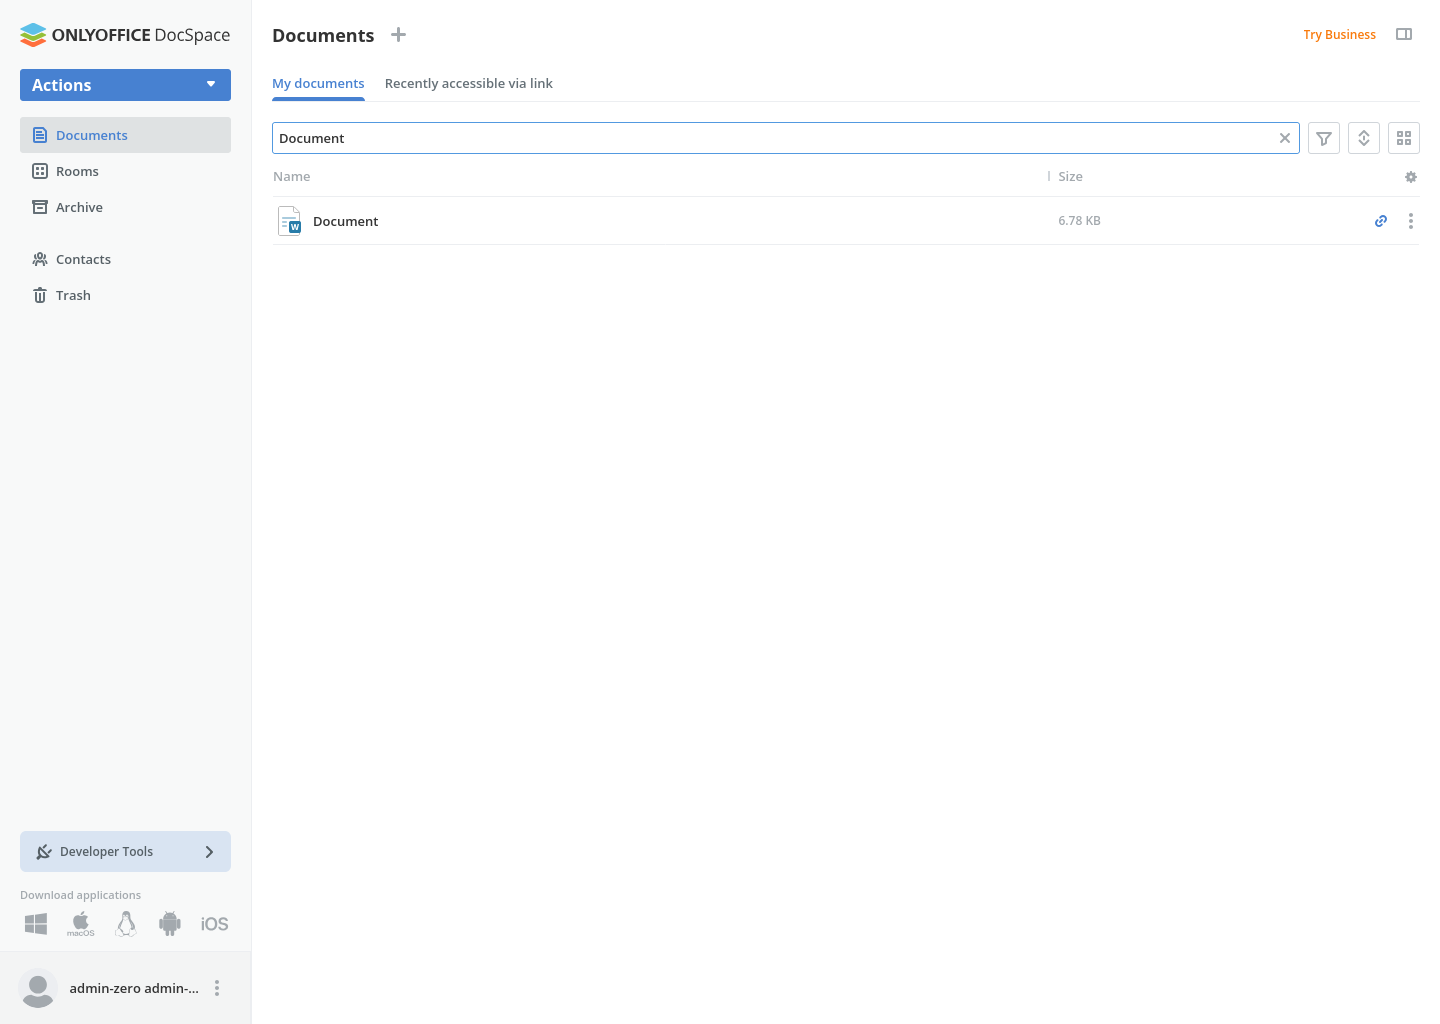 ONLYOFFICE DocSpace
Actions
Documents
Rooms
Archive
Contacts
Trash
Developer Tools
Download applications
macOS
iOS
admin-zero admin-...
Documents
Try Business
My documents
Recently accessible via link
Document
Name
Size
W
Document
6.78 KB